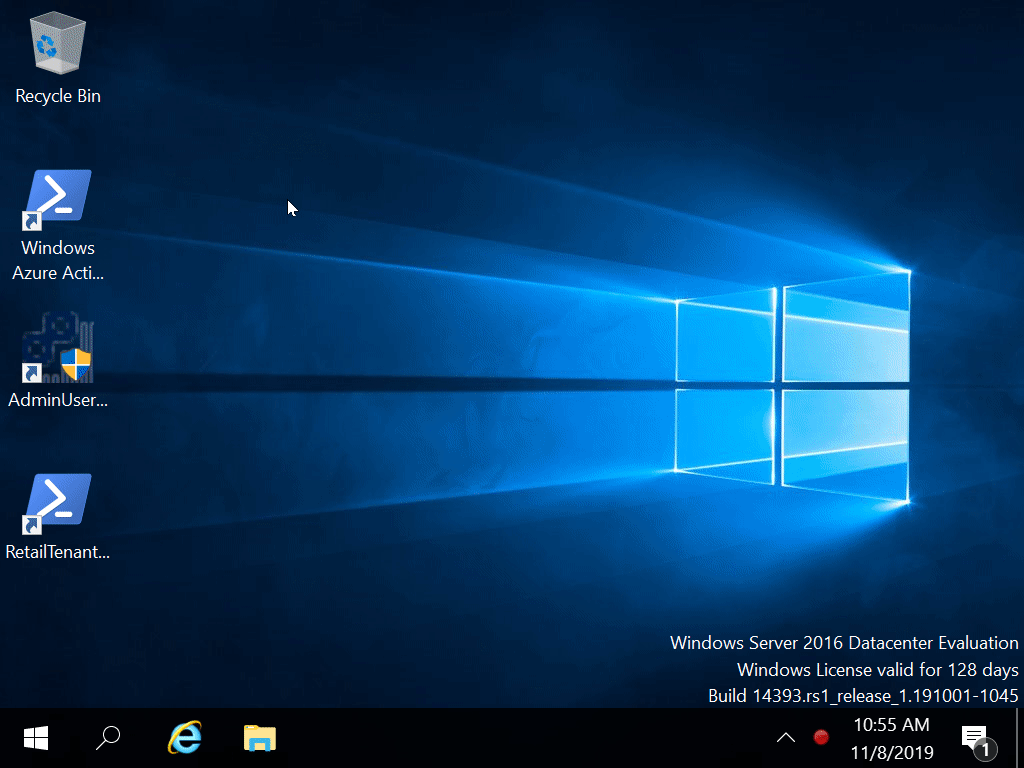 Recycle Bin
Windows
Azure Acti...
AdminUser...
RetailTenant...
Windows Server 2016 Datacenter Evaluation
Windows License valid for 128 days
Build 14393.rs1_release_1.191001-1045
10:55 AM
11/8/2019
1